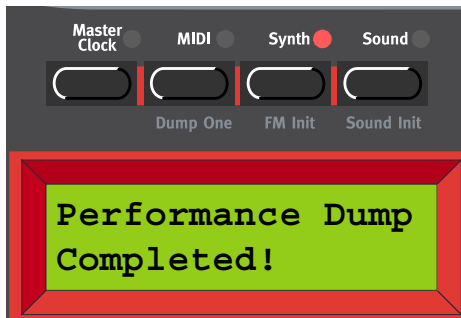 Master Clock MIDI Synth Sound
Dump One FM Init Sound Init
Performance Dump
Completed!